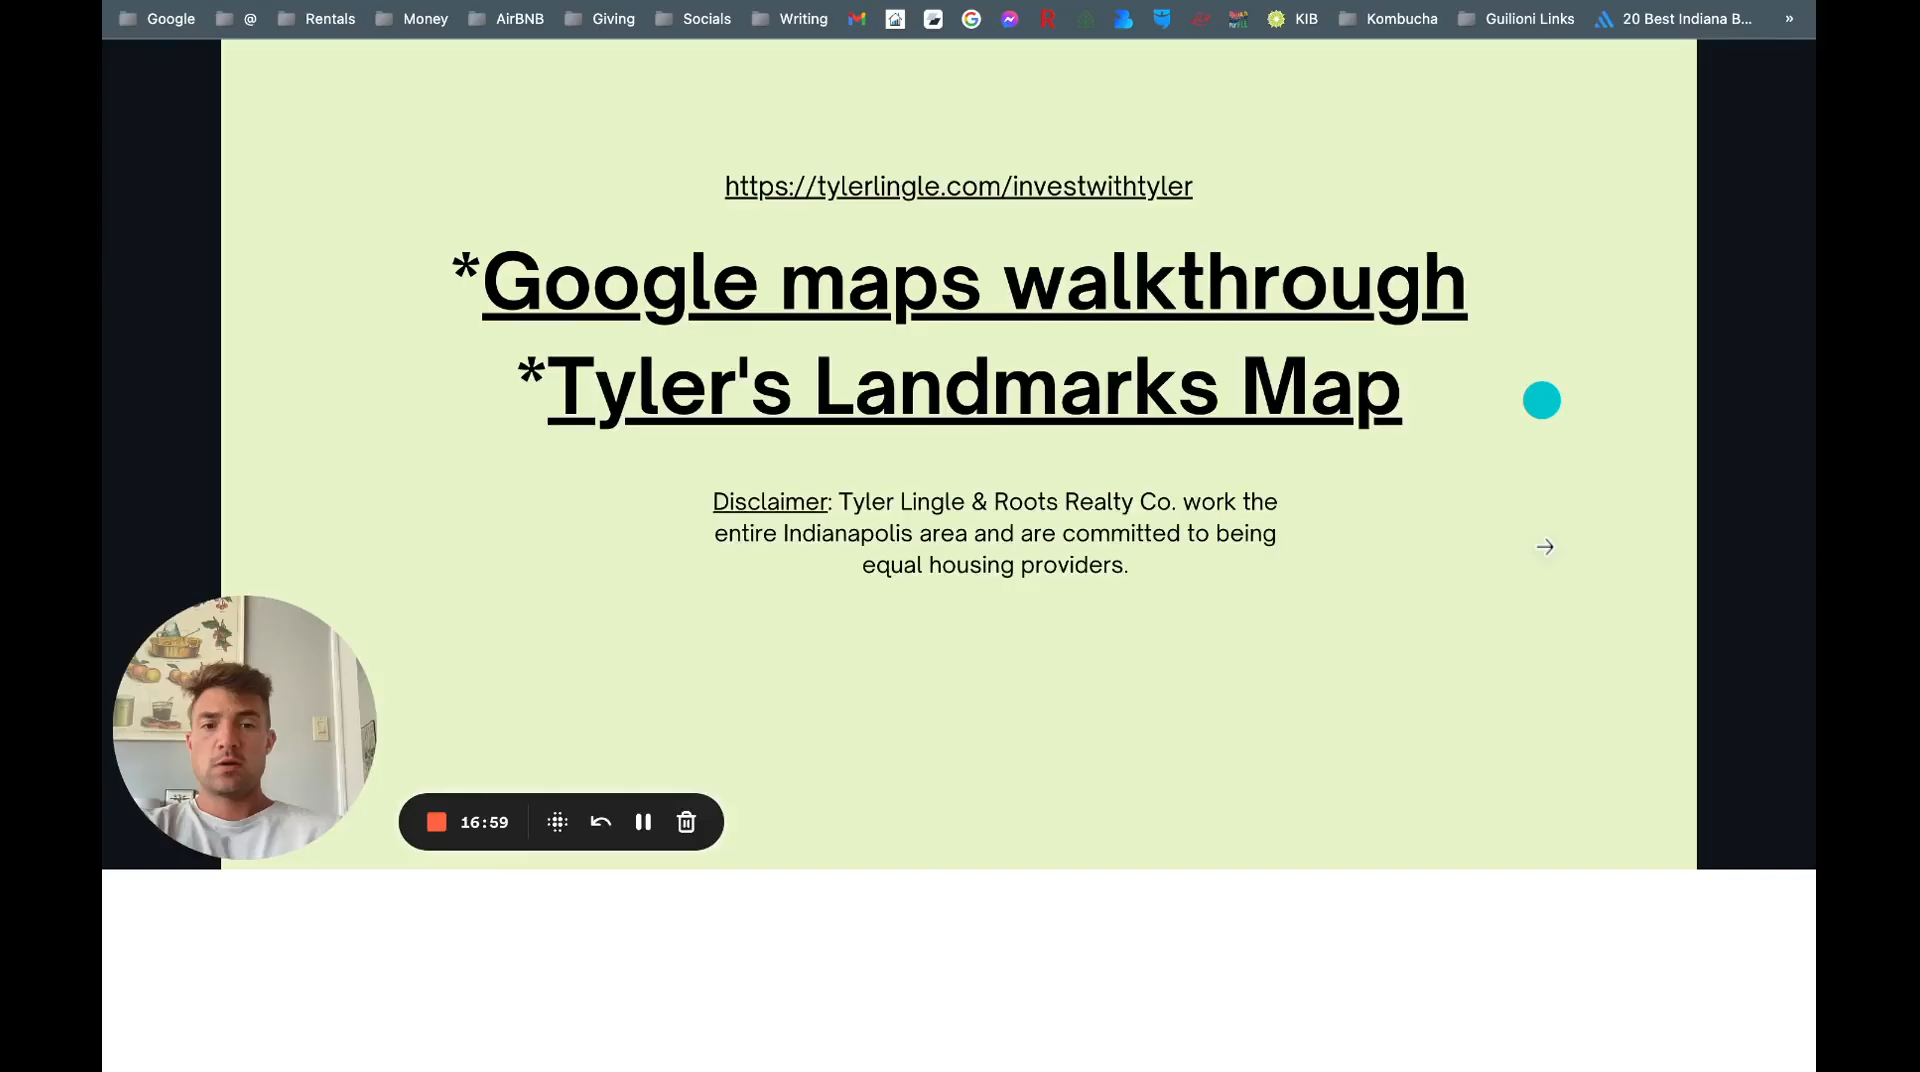 Google @ Rentals Money AirBNB Giving Socials Writing KIB Kombucha Guilioni Links 20 Best Indiana B... »
https://tylerlingle.com/investwithtyler
*Google maps walkthrough
*Tyler's Landmarks Map
Disclaimer: Tyler Lingle & Roots Realty Co. work the
entire Indianapolis area and are committed to being
equal housing providers.
16:59